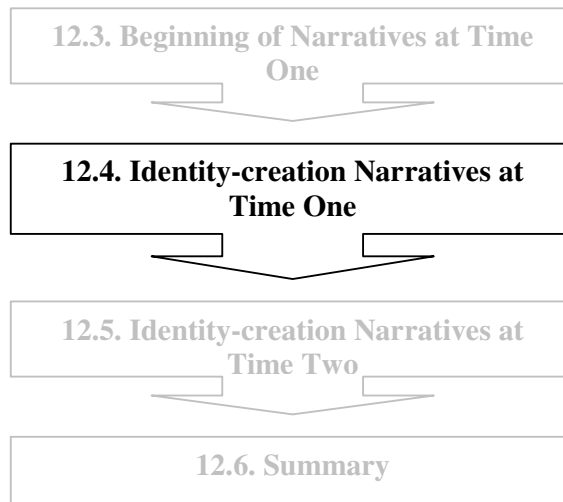 12.3. Beginning of Narratives at Time
One
12.4. Identity-creation Narratives at
Time One
12.5. Identity-creation Narratives at
Time Two
12.6. Summary